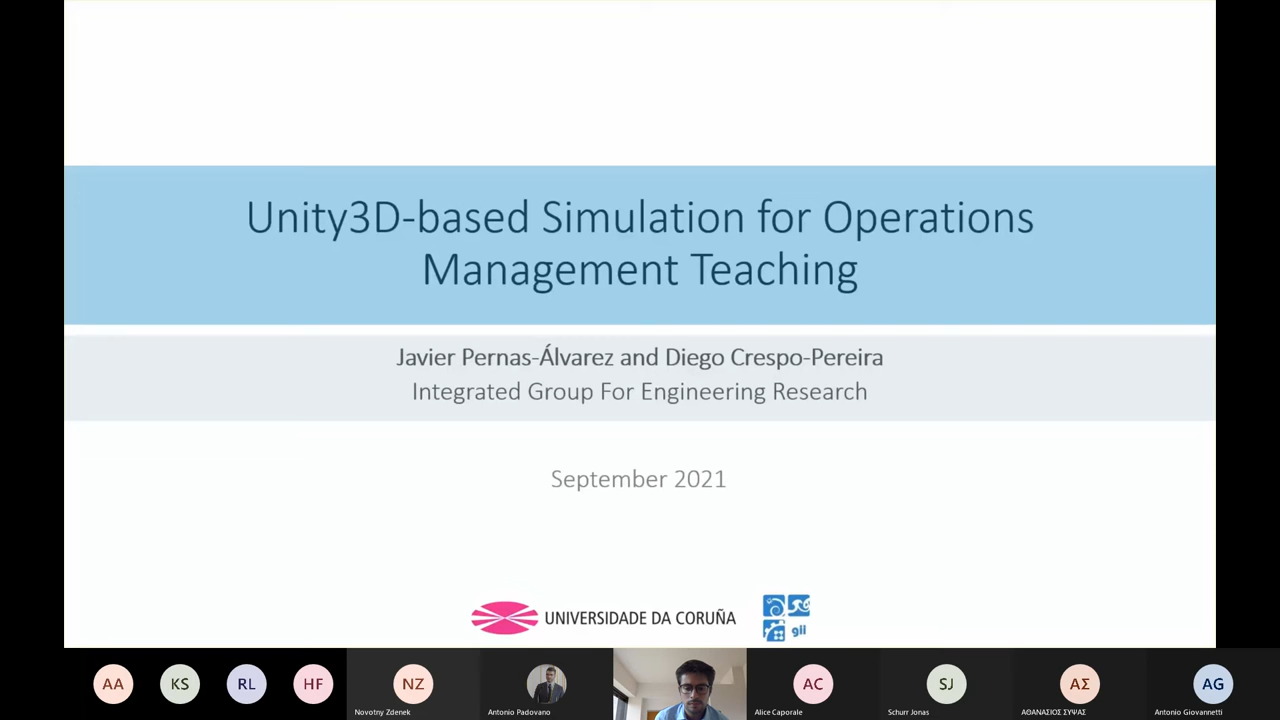 Unity3D-based Simulation for Operations
Management Teaching
Javier Pernas-Álvarez and Diego Crespo-Pereira
Integrated Group For Engineering Research
September 2021
UNIVERSIDADE DA CORUÑA
gii
AA
KS
RL
HF
NZ
AC
SJ
ΑΣ
AG
Novotny Zdenek
Antonio Padovano
Alice Caporale
Schurr Jonas
ΑΘΑΝΑΣΙΟΣ ΣΥΨΑΣ
Antonio Giovannetti